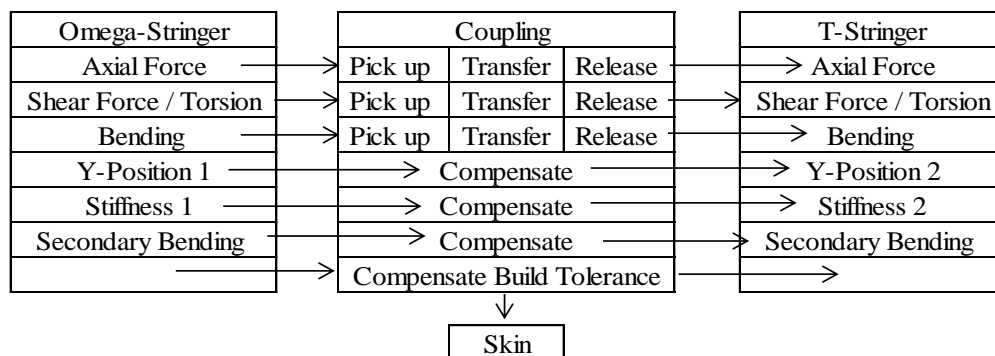 Omega-Stringer Coupling T-Stringer
Axial Force Pick up Transfer Release Axial Force
Shear Force / Torsion Pick up Transfer Release Shear Force / Torsion
Bending Pick up Transfer Release Bending
Y-Position 1 Compensate Y-Position 2
Stiffness 1 Compensate Stiffness 2
Secondary Bending Compensate Secondary Bending
Compensate Build Tolerance
Skin